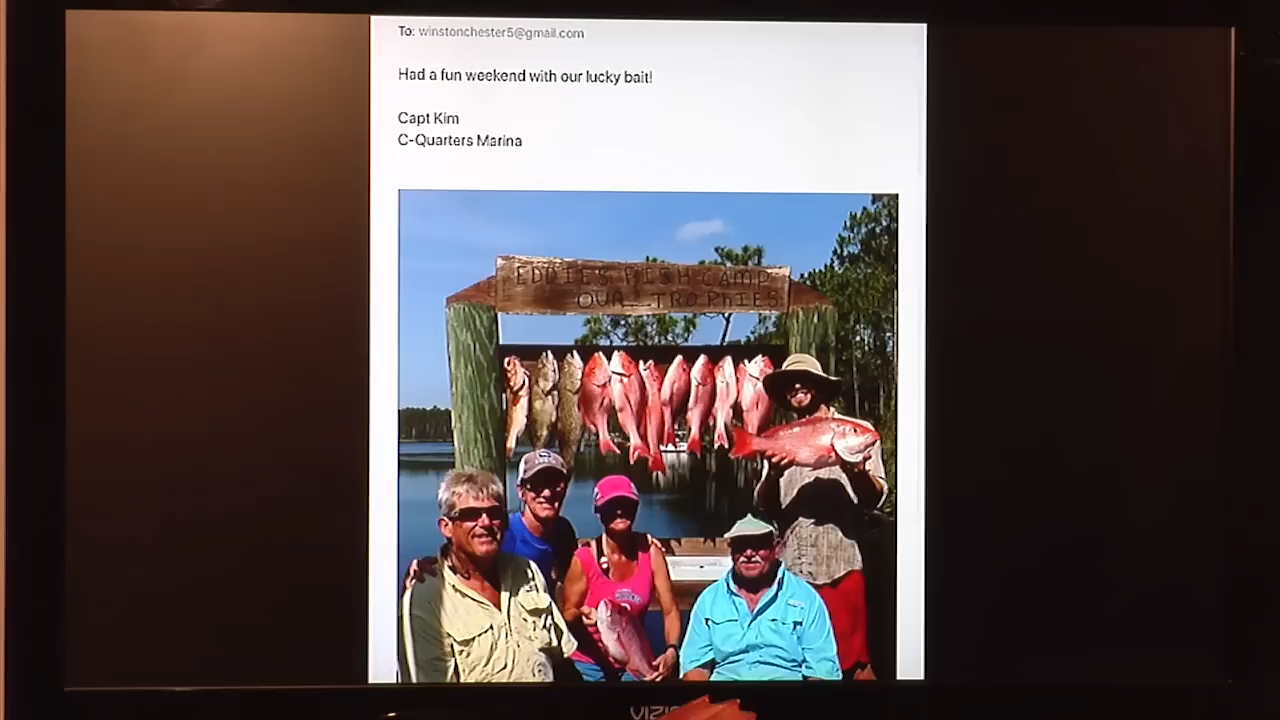 To: winstonchester5@gmail.com
Had a fun weekend with our lucky bait!
Capt Kim
C-Quarters Marina
EDDIES FISH CAMP
OUR TROPhIES